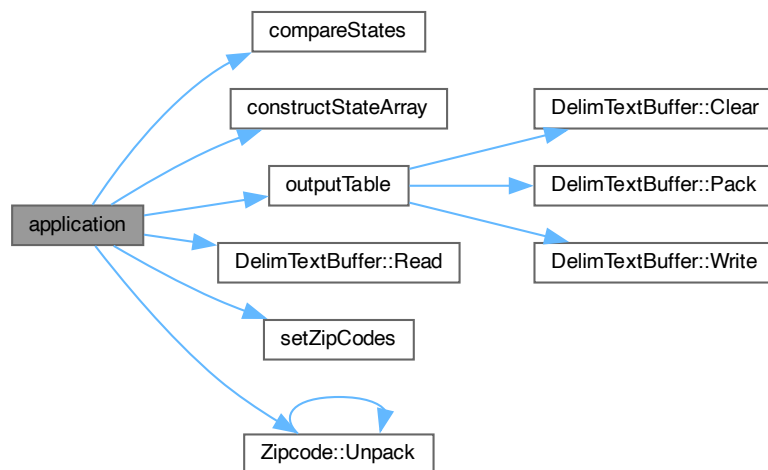 compareStates
constructStateArray
DelimTextBuffer::Clear
outputTable
DelimTextBuffer::Pack
application
DelimTextBuffer::Read
DelimTextBuffer::Write
setZipCodes
Zipcode::Unpack